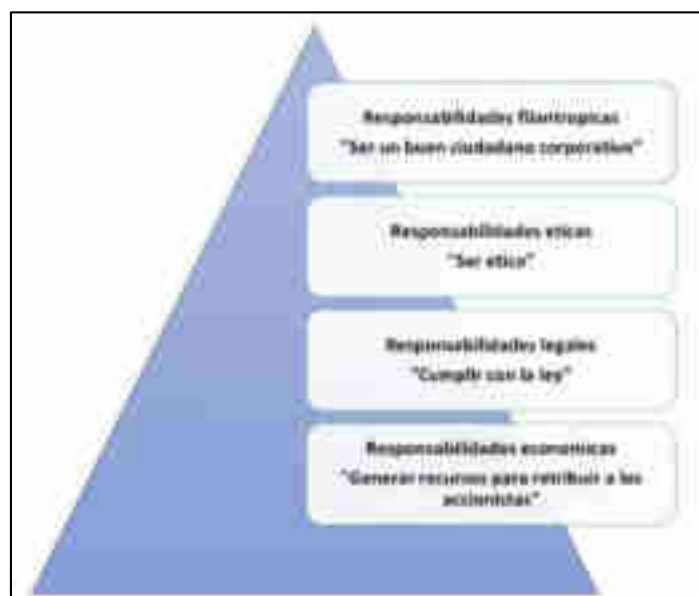 Responsabilidades filantropicas
"Ser un buen ciudadano corporativo"
Responsabilidades eticas
"Ser etico"
Responsabilidades legales
"Cumplir con la ley"
Responsabilidades economicas
"Generar recursos para retribuir a los
accionistas"